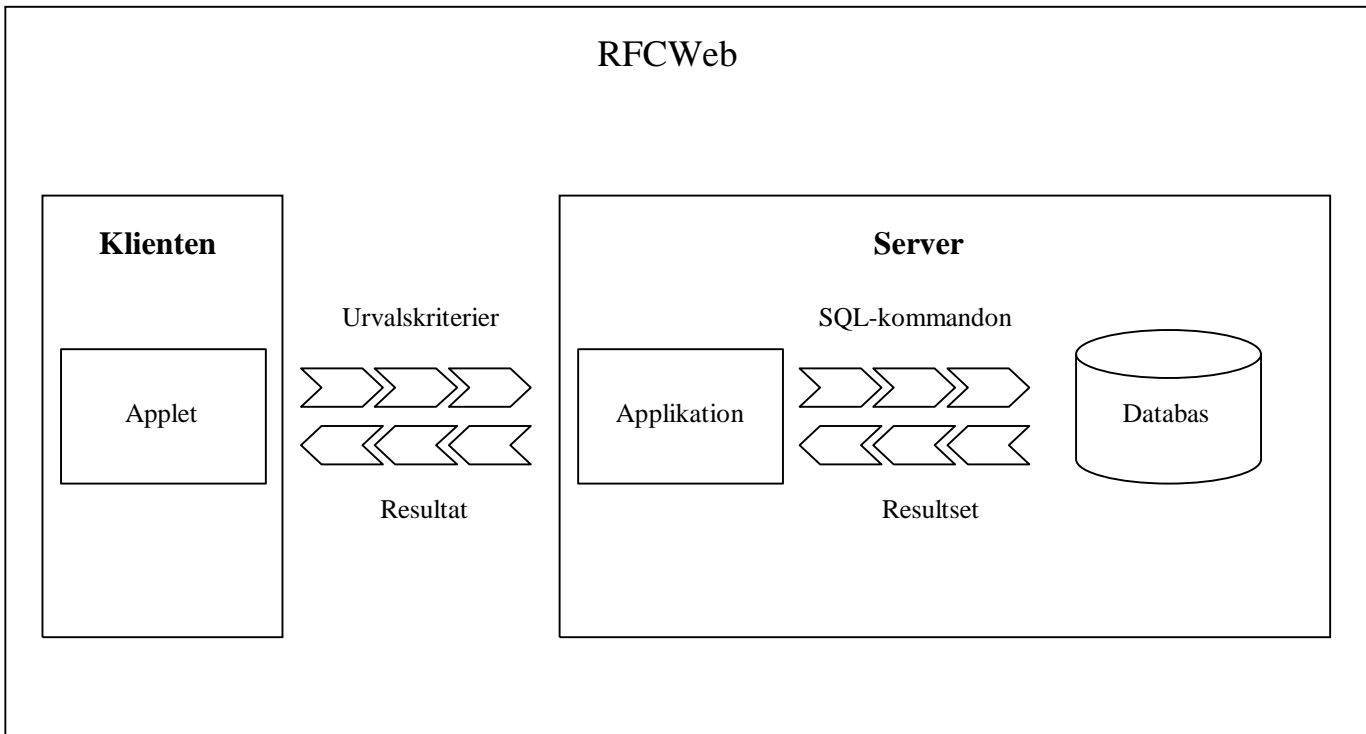 RFCWeb
Klienten
Server
Urvalskriterier
SQL-kommandon
Applet
Applikation
Databas
Resultat
Resultset